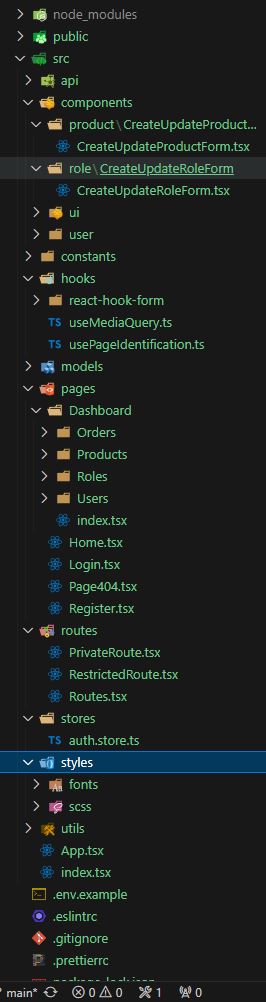 node_modules
public
src
api
components
product\CreateUpdateProduct...
CreateUpdateProductForm.tsx
role\CreateUpdateRoleForm
CreateUpdateRoleForm.tsx
ui
user
constants
hooks
react-hook-form
TS useMediaQuery.ts
TS usePageIdentification.ts
models
pages
Dashboard
Orders
Products
Roles
Users
index.tsx
Home.tsx
Login.tsx
Page404.tsx
Register.tsx
routes
PrivateRoute.tsx
RestrictedRoute.tsx
Routes.tsx
stores
TS auth.store.ts
styles
fonts
scss
utils
App.tsx
index.tsx
.env.example
.eslintrc
.gitignore
.prettierrc
package-lock.json
main* 0 0 1 0